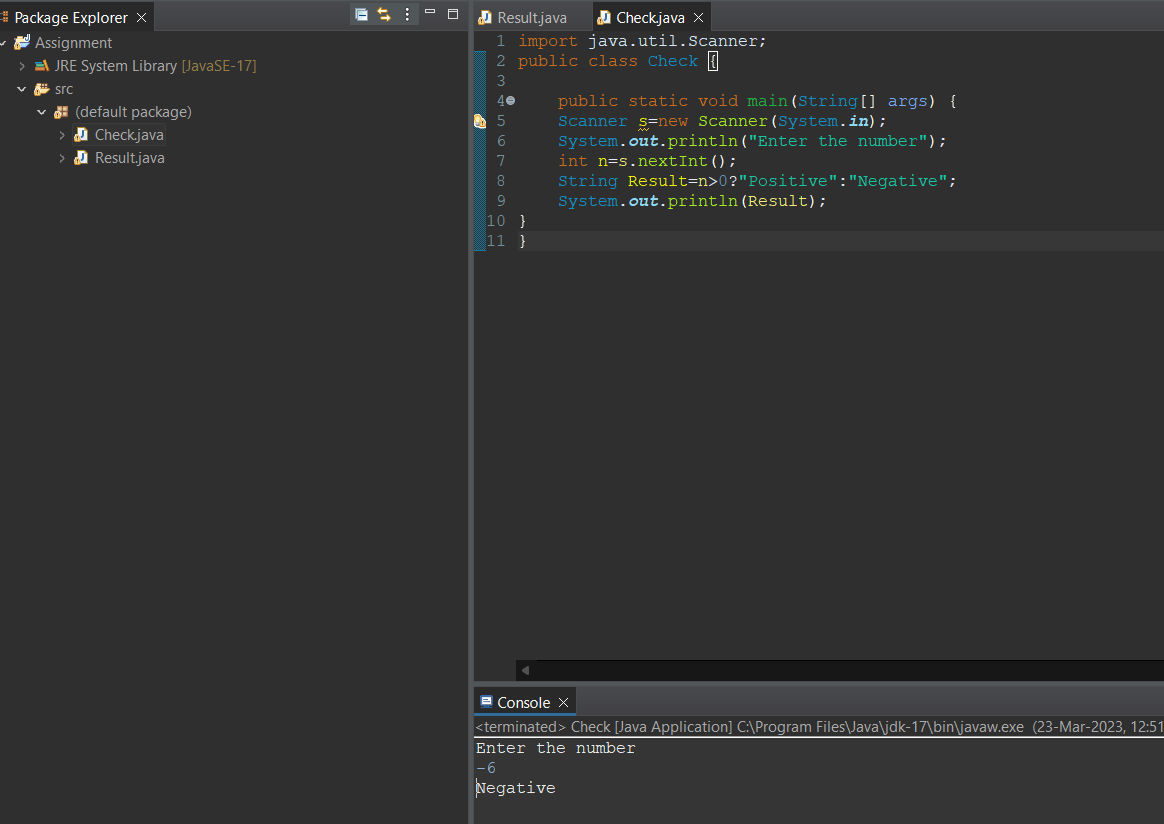 Package Explorer
Assignment
JRE System Library [JavaSE-17]
src
(default package)
Check.java
Result.java
Result.java Check.java
1 import java.util.Scanner;
2 public class Check {
3
4 public static void main(String[] args) {
5 Scanner s=new Scanner(System.in);
6 System.out.println("Enter the number");
7 int n=s.nextInt();
8 String Result=n>0?"Positive":"Negative";
9 System.out.println(Result);
10 }
11 }
Console
<terminated> Check [Java Application] C:\Program Files\Java\jdk-17\bin\javaw.exe (23-Mar-2023, 12:51
Enter the number
-6
Negative